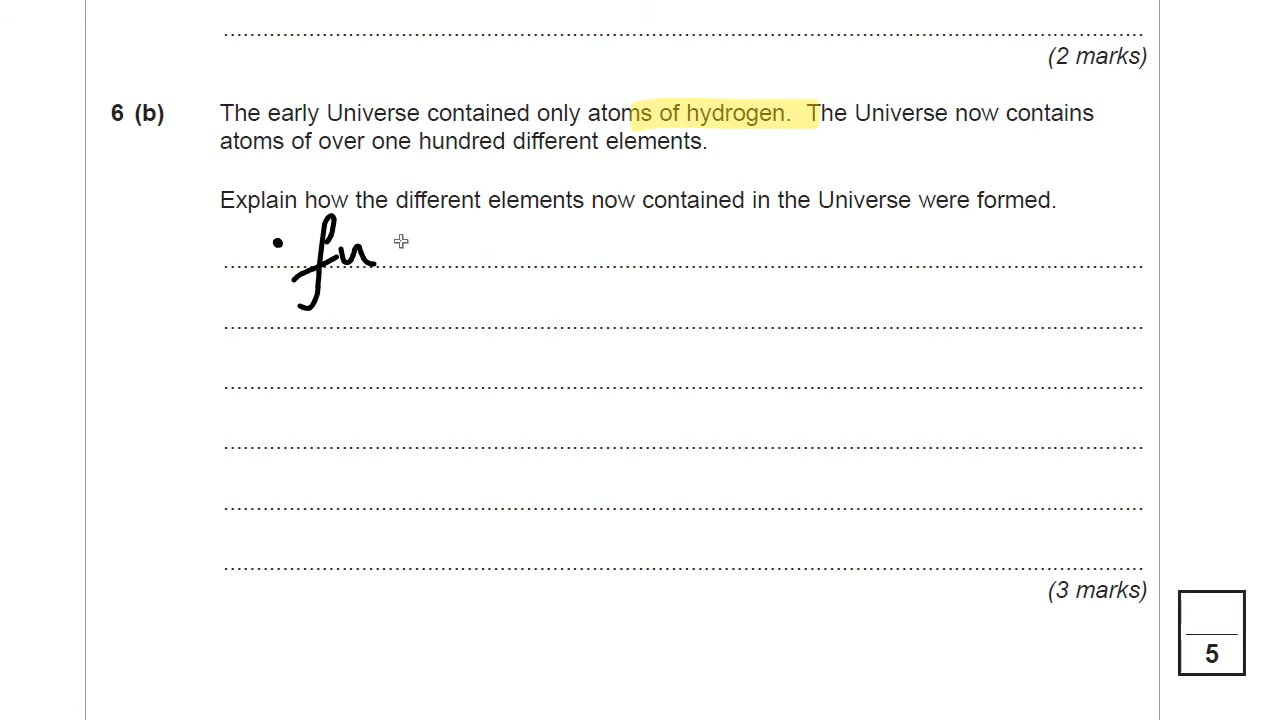 (2 marks)
6 (b) The early Universe contained only atoms of hydrogen. The Universe now contains
atoms of over one hundred different elements.
Explain how the different elements now contained in the Universe were formed.
• fu
(3 marks)
5